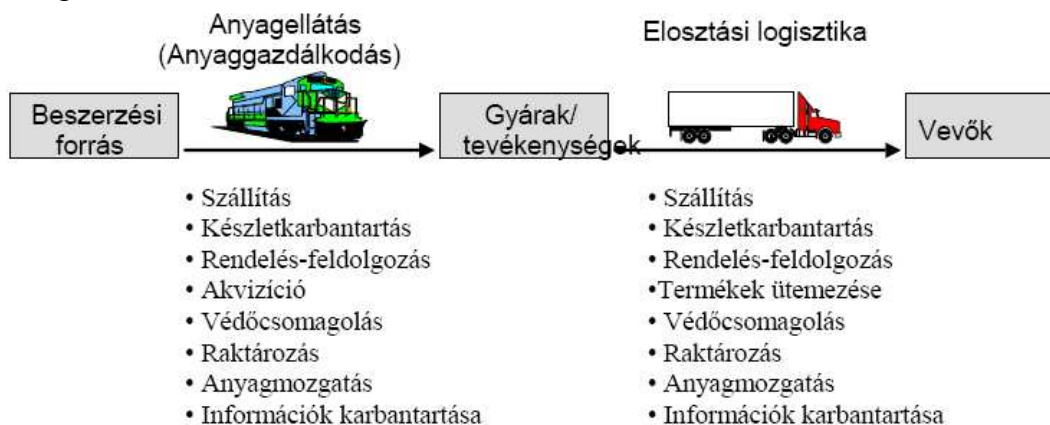 Anyagellátás
(Anyaggazdálkodás)
Elosztási logisztika
Beszerzési
forrás
Gyárak/
tevékenységek
Vevők
• Szállítás
• Készletkarbantartás
• Rendelés-feldolgozás
• Akvizíció
• Védőcsomagolás
• Raktározás
• Anyagmozgatás
• Információk karbantartása
• Szállítás
• Készletkarbantartás
• Rendelés-feldolgozás
•Termékek ütemezése
• Védőcsomagolás
• Raktározás
• Anyagmozgatás
• Információk karbantartása